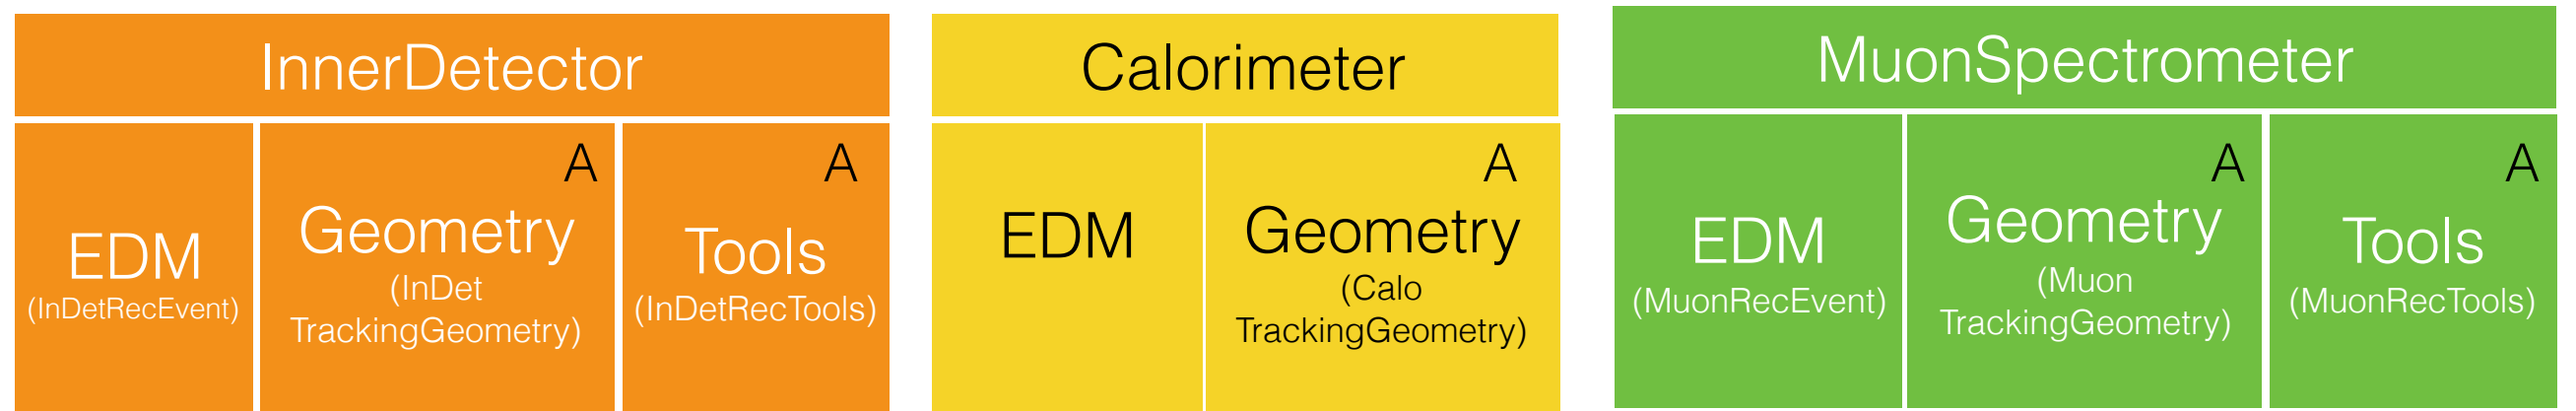 InnerDetector
EDM
(InDetRecEvent)
A
Geometry
(InDet
TrackingGeometry)
A
Tools
(InDetRecTools)
Calorimeter
EDM
A
Geometry
(Calo
TrackingGeometry)
MuonSpectrometer
EDM
(MuonRecEvent)
A
Geometry
(Muon
TrackingGeometry)
A
Tools
(MuonRecTools)